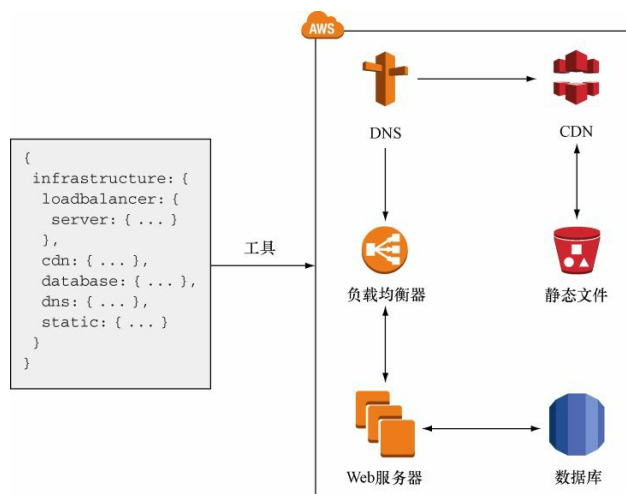 AWS
DNS
CDN
{
infrastructure: {
loadbalancer: {
server: { ... }
},
cdn: { ... },
database: { ... },
dns: { ... },
static: { ... }
}
}
工具
负载均衡器
静态文件
Web服务器
数据库